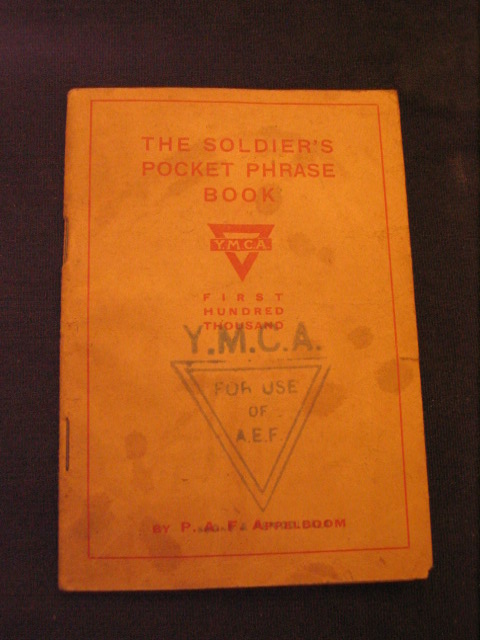 THE SOLDIER'S
POCKET PHRASE
BOOK
Y.M.C.A.
FIRST
HUNDRED
THOUSAND
Y.M.C.A.
FOR USE
OF
A.E.F.
BY P. A. F. APPELBOOM